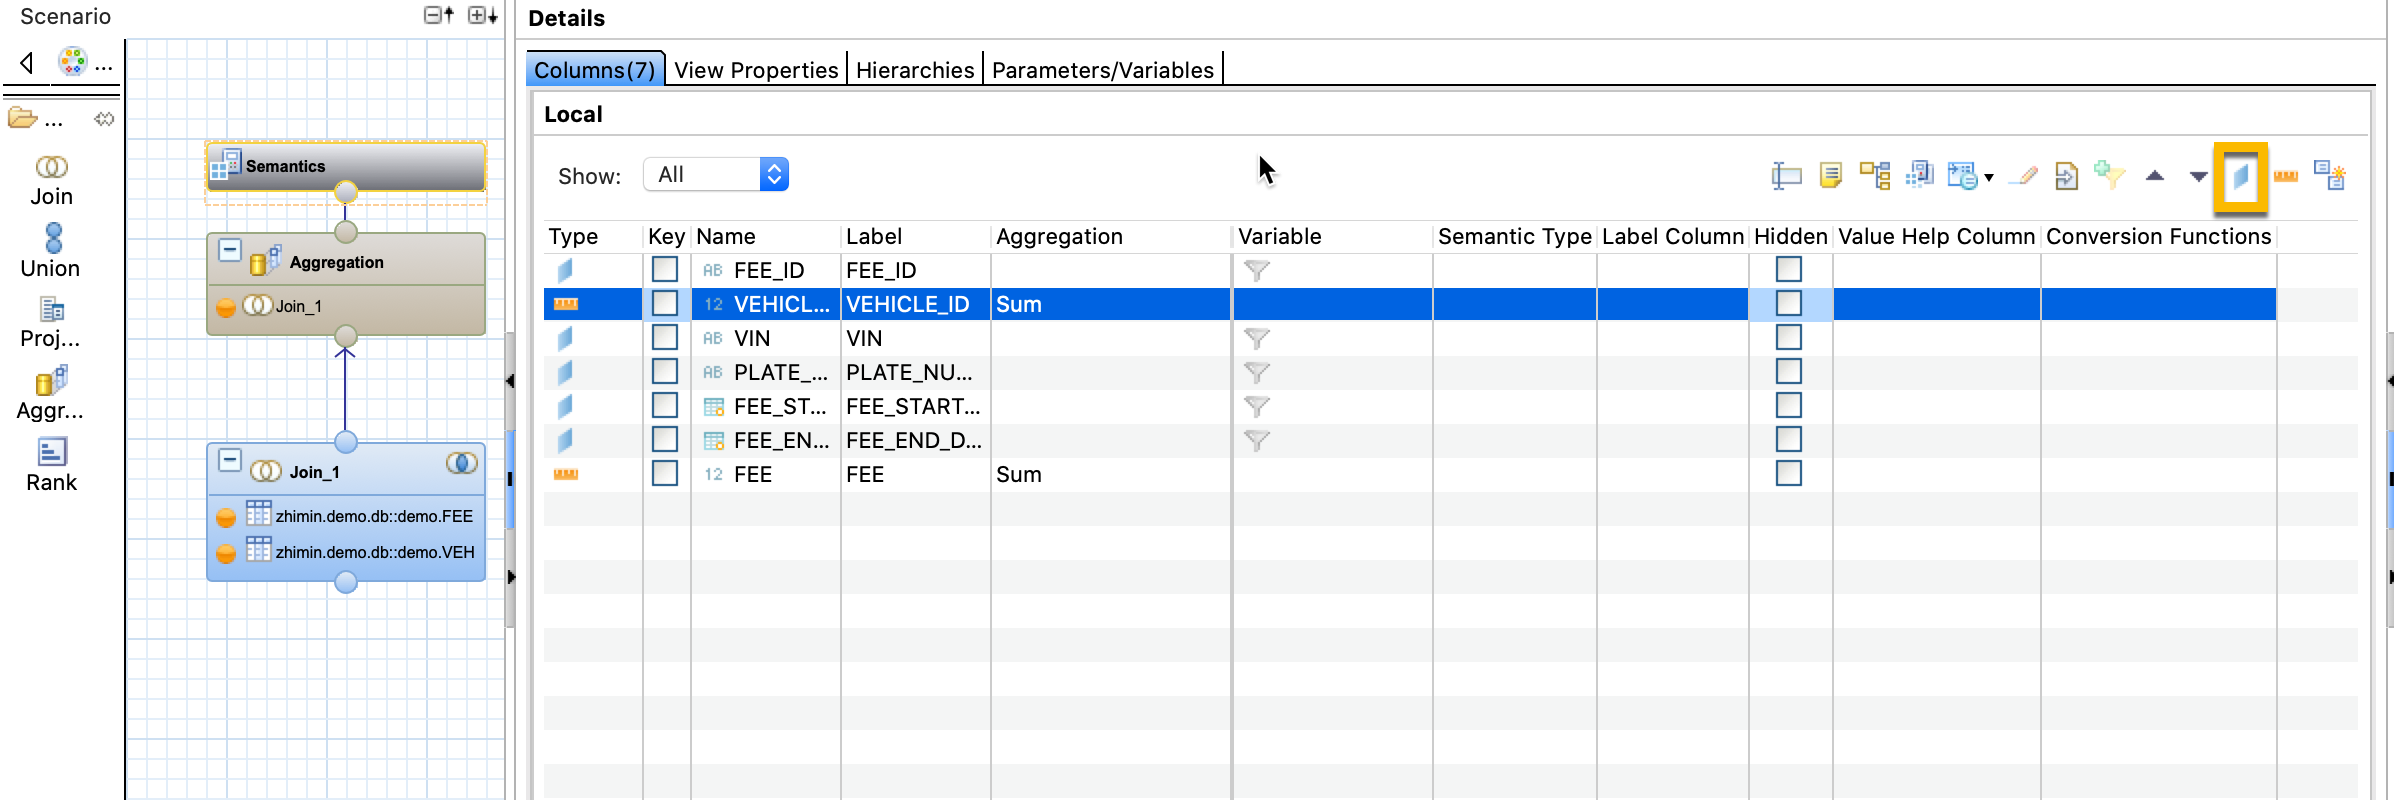 Scenario
...
...
Join
Union
Proj...
Aggr...
Rank
Semantics
Aggregation
Join_1
Join_1
zhimin.demo.db::demo.FEE
zhimin.demo.db::demo.VEH
Details
Columns(7) View Properties Hierarchies Parameters/Variables
Local
Show: All
Type Key Name Label Aggregation Variable Semantic Type Label Column Hidden Value Help Column Conversion Functions
AB FEE_ID FEE_ID
12 VEHICL... VEHICLE_ID Sum
AB VIN VIN
AB PLATE_... PLATE_NU...
FEE_ST... FEE_START...
FEE_EN... FEE_END_D...
12 FEE FEE Sum